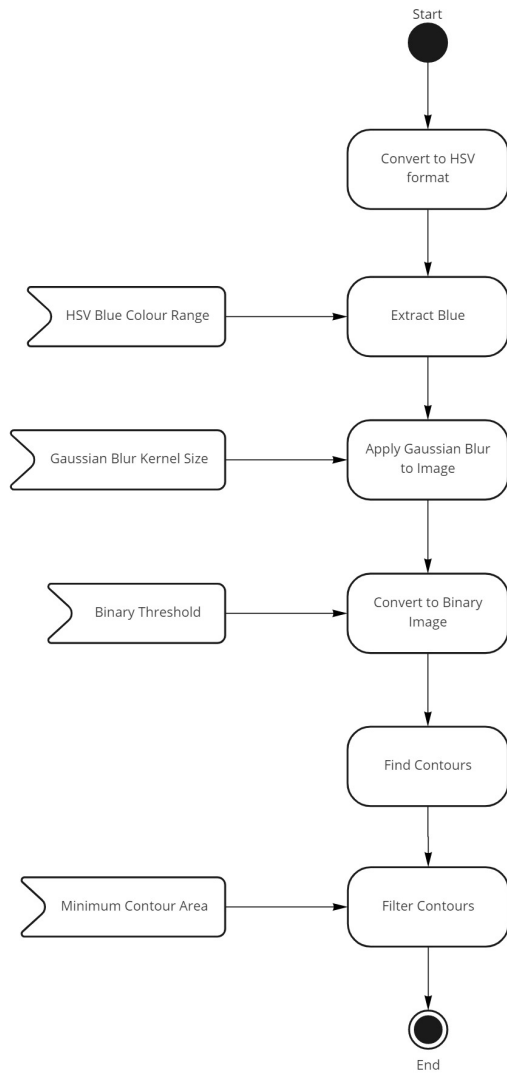 Start
Convert to HSV
format
HSV Blue Colour Range
Extract Blue
Gaussian Blur Kernel Size
Apply Gaussian Blur
to Image
Binary Threshold
Convert to Binary
Image
Find Contours
Minimum Contour Area
Filter Contours
End